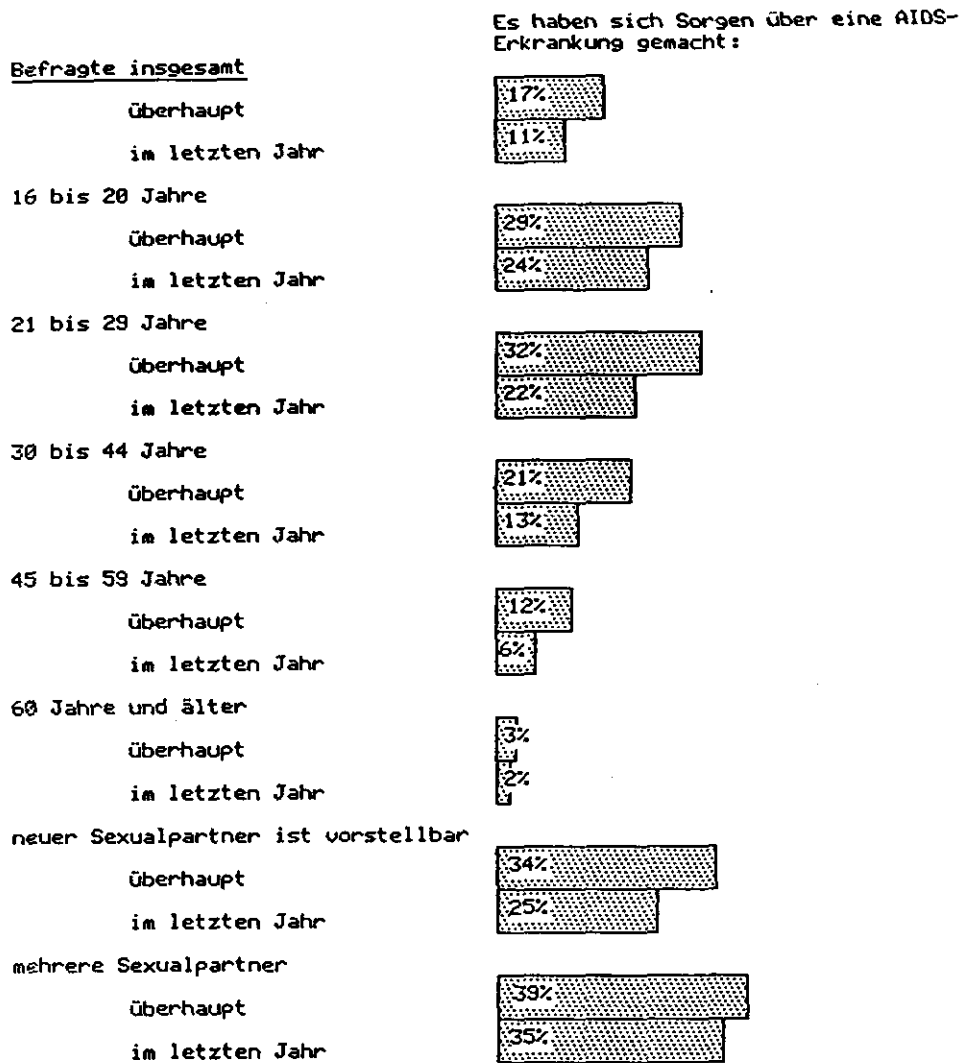 Es haben sich Sorgen über eine AIDS-
Erkrankung gemacht:
Befragte insgesamt
überhaupt 17%
im letzten Jahr 11%
16 bis 20 Jahre
überhaupt 29%
im letzten Jahr 24%
21 bis 29 Jahre
überhaupt 32%
im letzten Jahr 22%
30 bis 44 Jahre
überhaupt 21%
im letzten Jahr 13%
45 bis 59 Jahre
überhaupt 12%
im letzten Jahr 6%
60 Jahre und älter
überhaupt 3%
im letzten Jahr 2%
neuer Sexualpartner ist vorstellbar
überhaupt 34%
im letzten Jahr 25%
mehrere Sexualpartner
überhaupt 39%
im letzten Jahr 35%